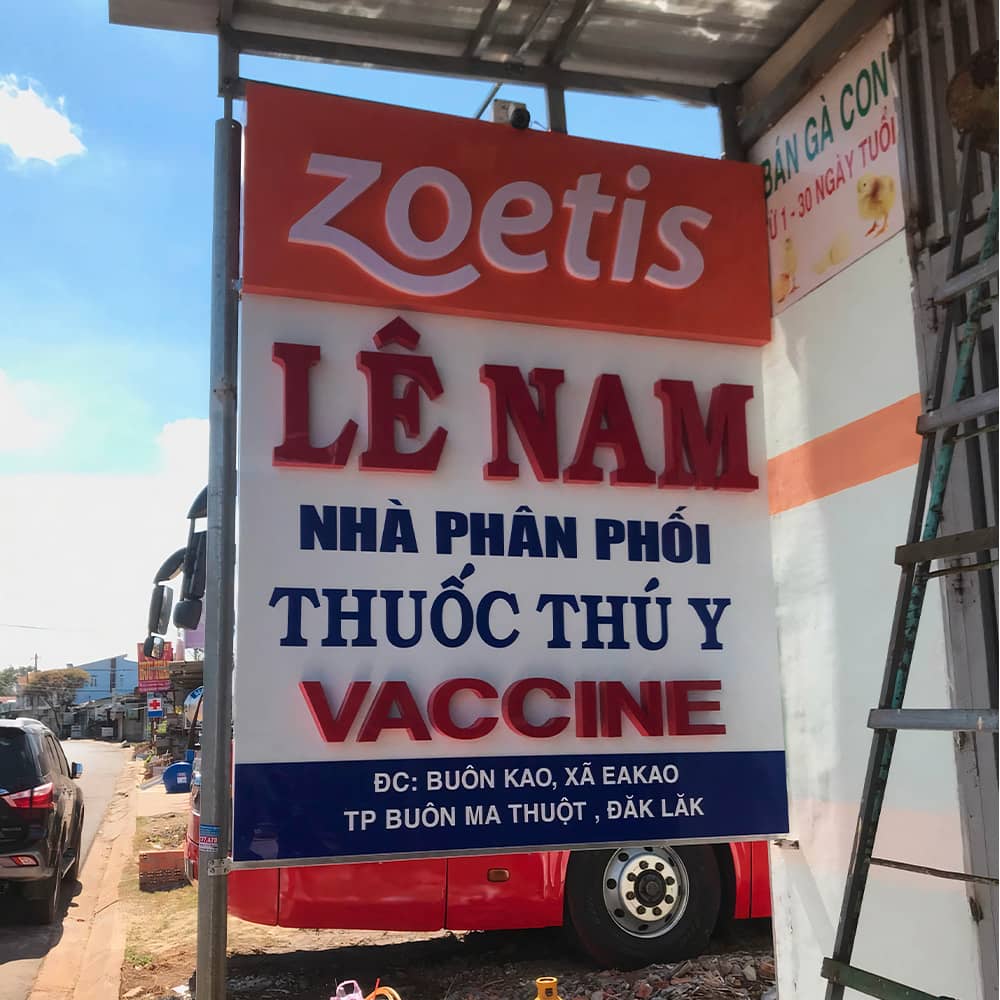 zoetis
LÊ NAM
NHÀ PHÂN PHỐI
THUỐC THÚ Y
VACCINE
ĐC: BUÔN KAO, XÃ EAKAO
TP BUÔN MA THUỘT , ĐĂK LĂK
BÁN GÀ CON
TỪ 1 - 30 NGÀY TUỔI